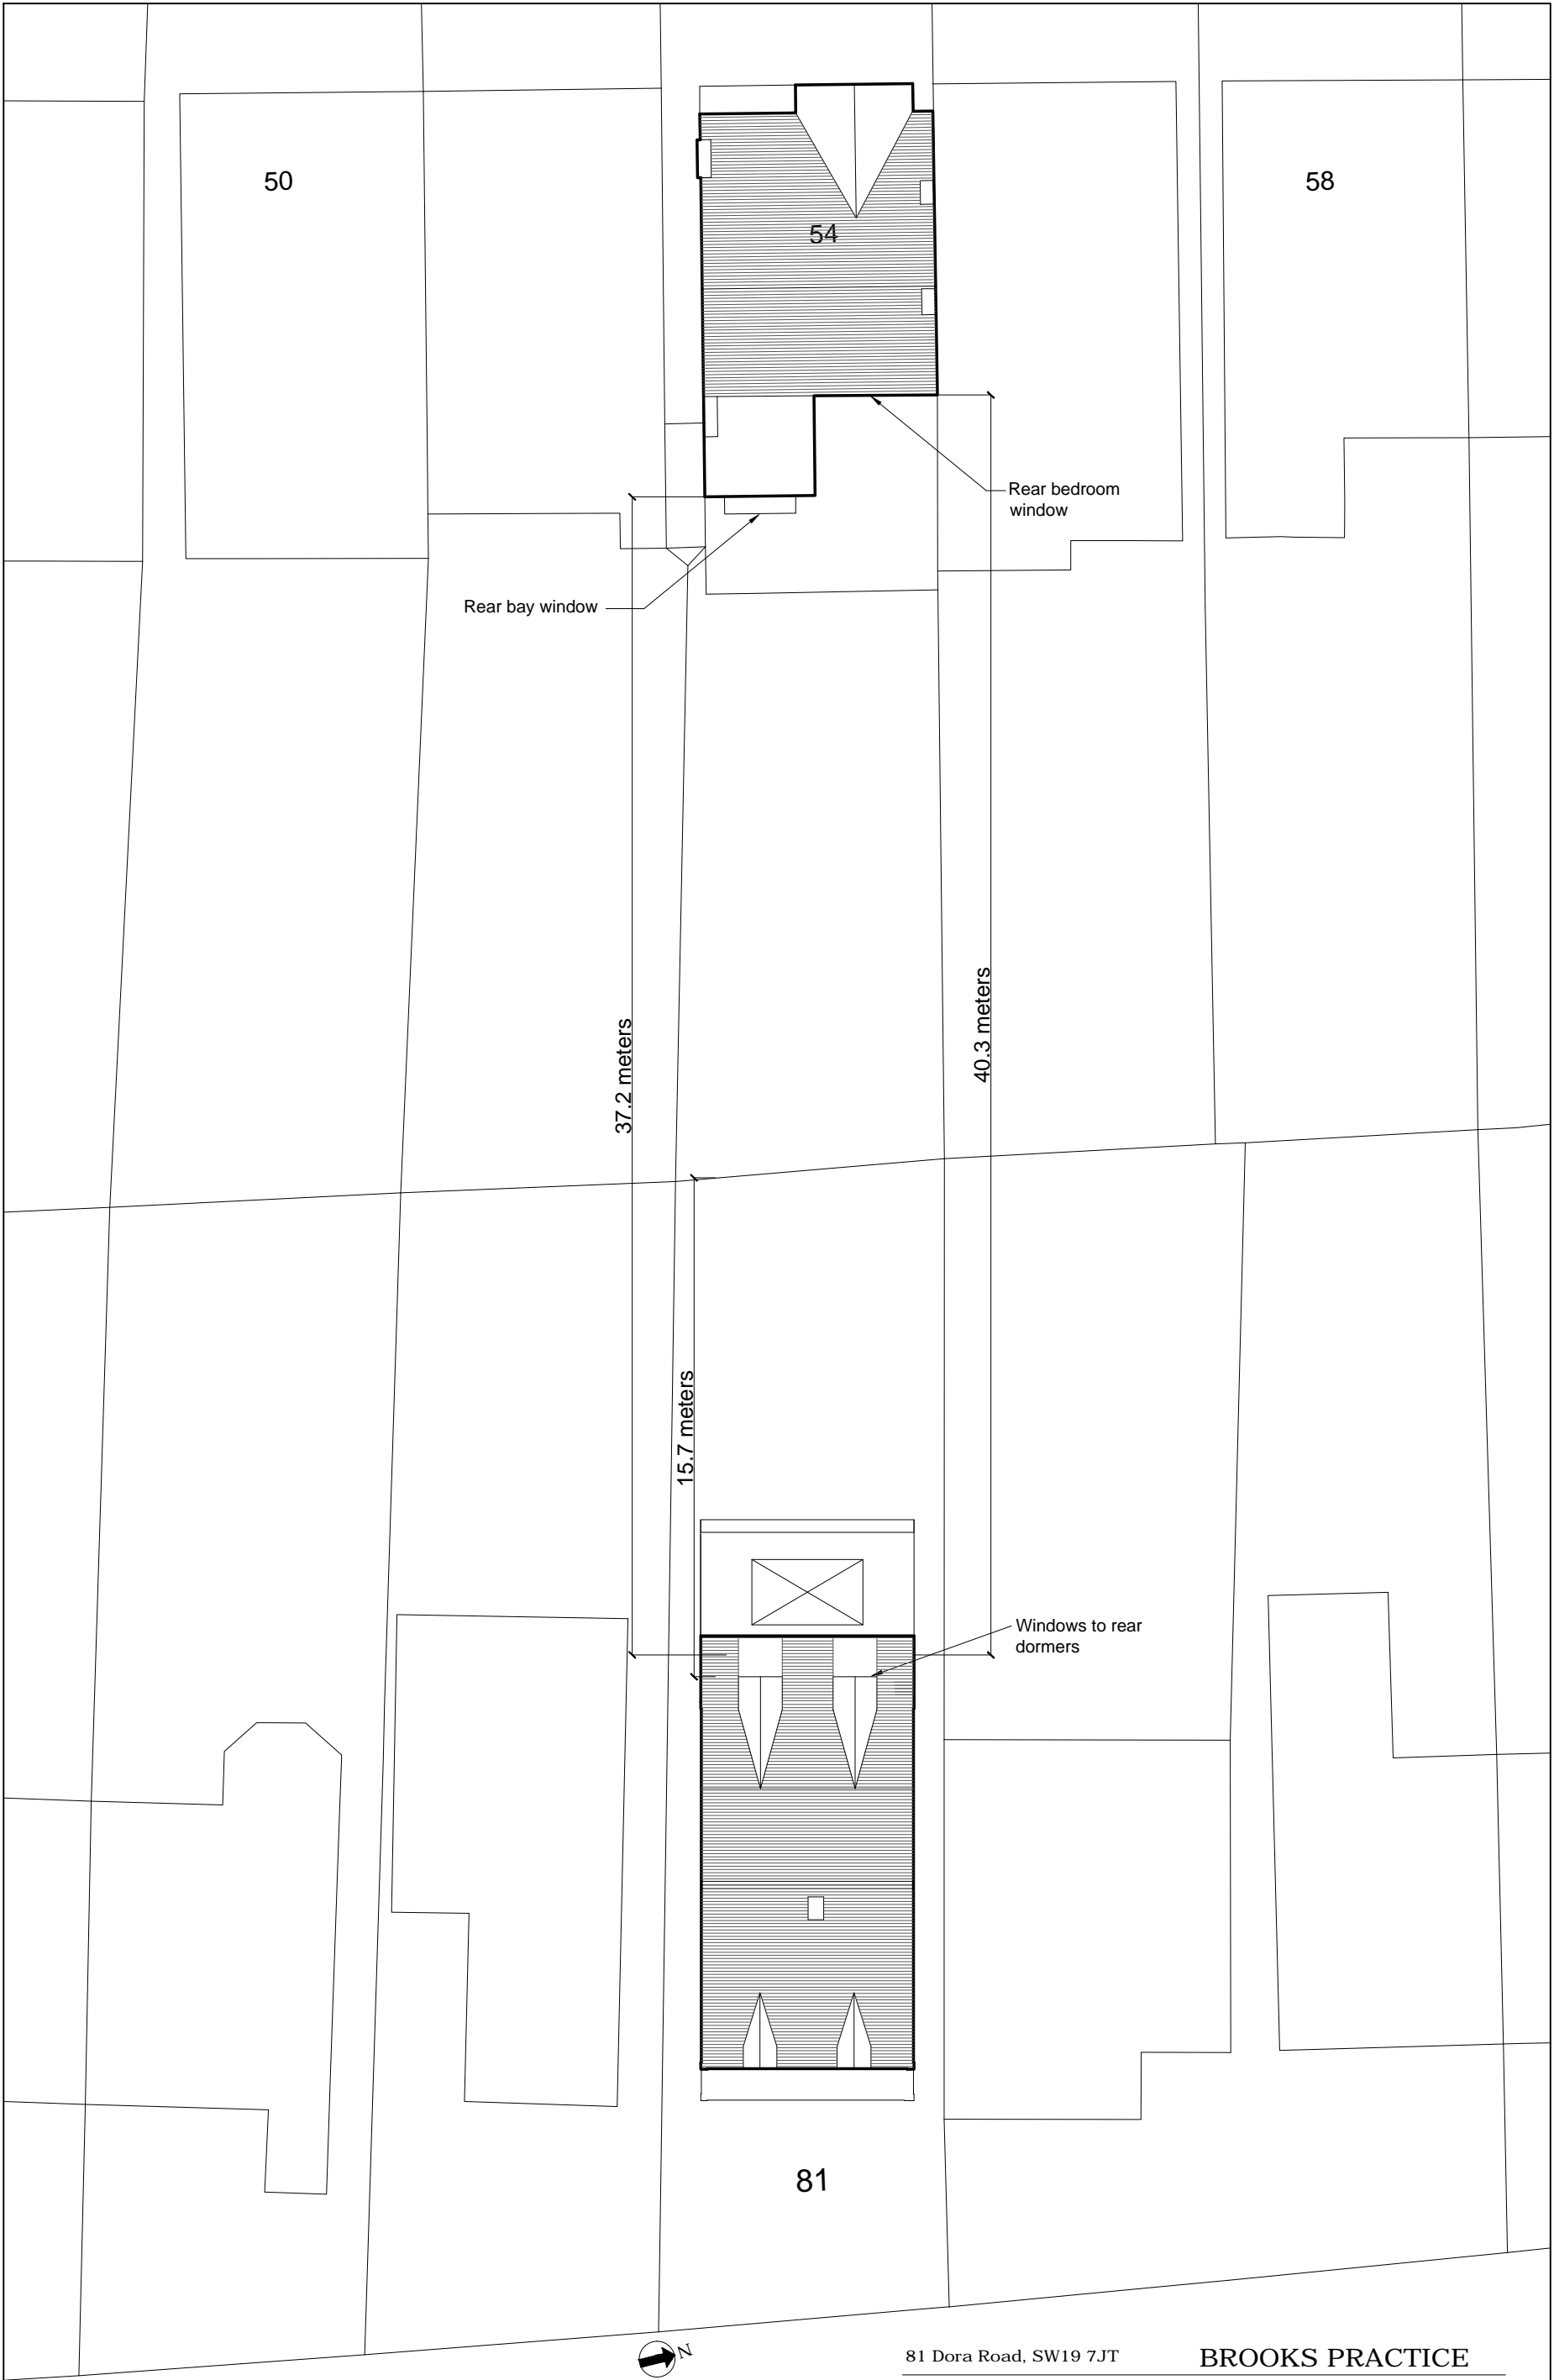 50
58
54
Rear bedroom
window
Rear bay window
40.3 meters
37.2 meters
15.7 meters
Windows to rear
dormers
81
N
81 Dora Road, SW19 7JT
BROOKS PRACTICE